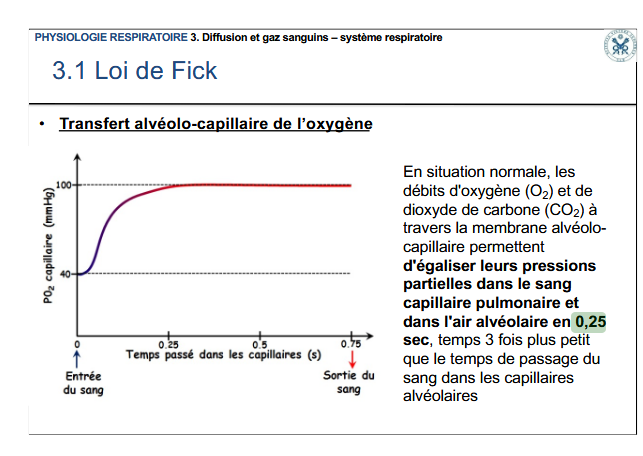 PHYSIOLOGIE RESPIRATOIRE 3. Diffusion et gaz sanguins – système respiratoire
3.1 Loi de Fick
• Transfert alvéolo-capillaire de l’oxygène
PO₂ capillaire (mmHg)
100
40
0
0.25
0.5
0.75
Temps passé dans les capillaires (s)
Entrée
du sang
Sortie du
sang
En situation normale, les
débits d'oxygène (O₂) et de
dioxyde de carbone (CO₂) à
travers la membrane alvéolo-
capillaire permettent
d'égaliser leurs pressions
partielles dans le sang
capillaire pulmonaire et
dans l'air alvéolaire en 0,25
sec, temps 3 fois plus petit
que le temps de passage du
sang dans les capillaires
alvéolaires